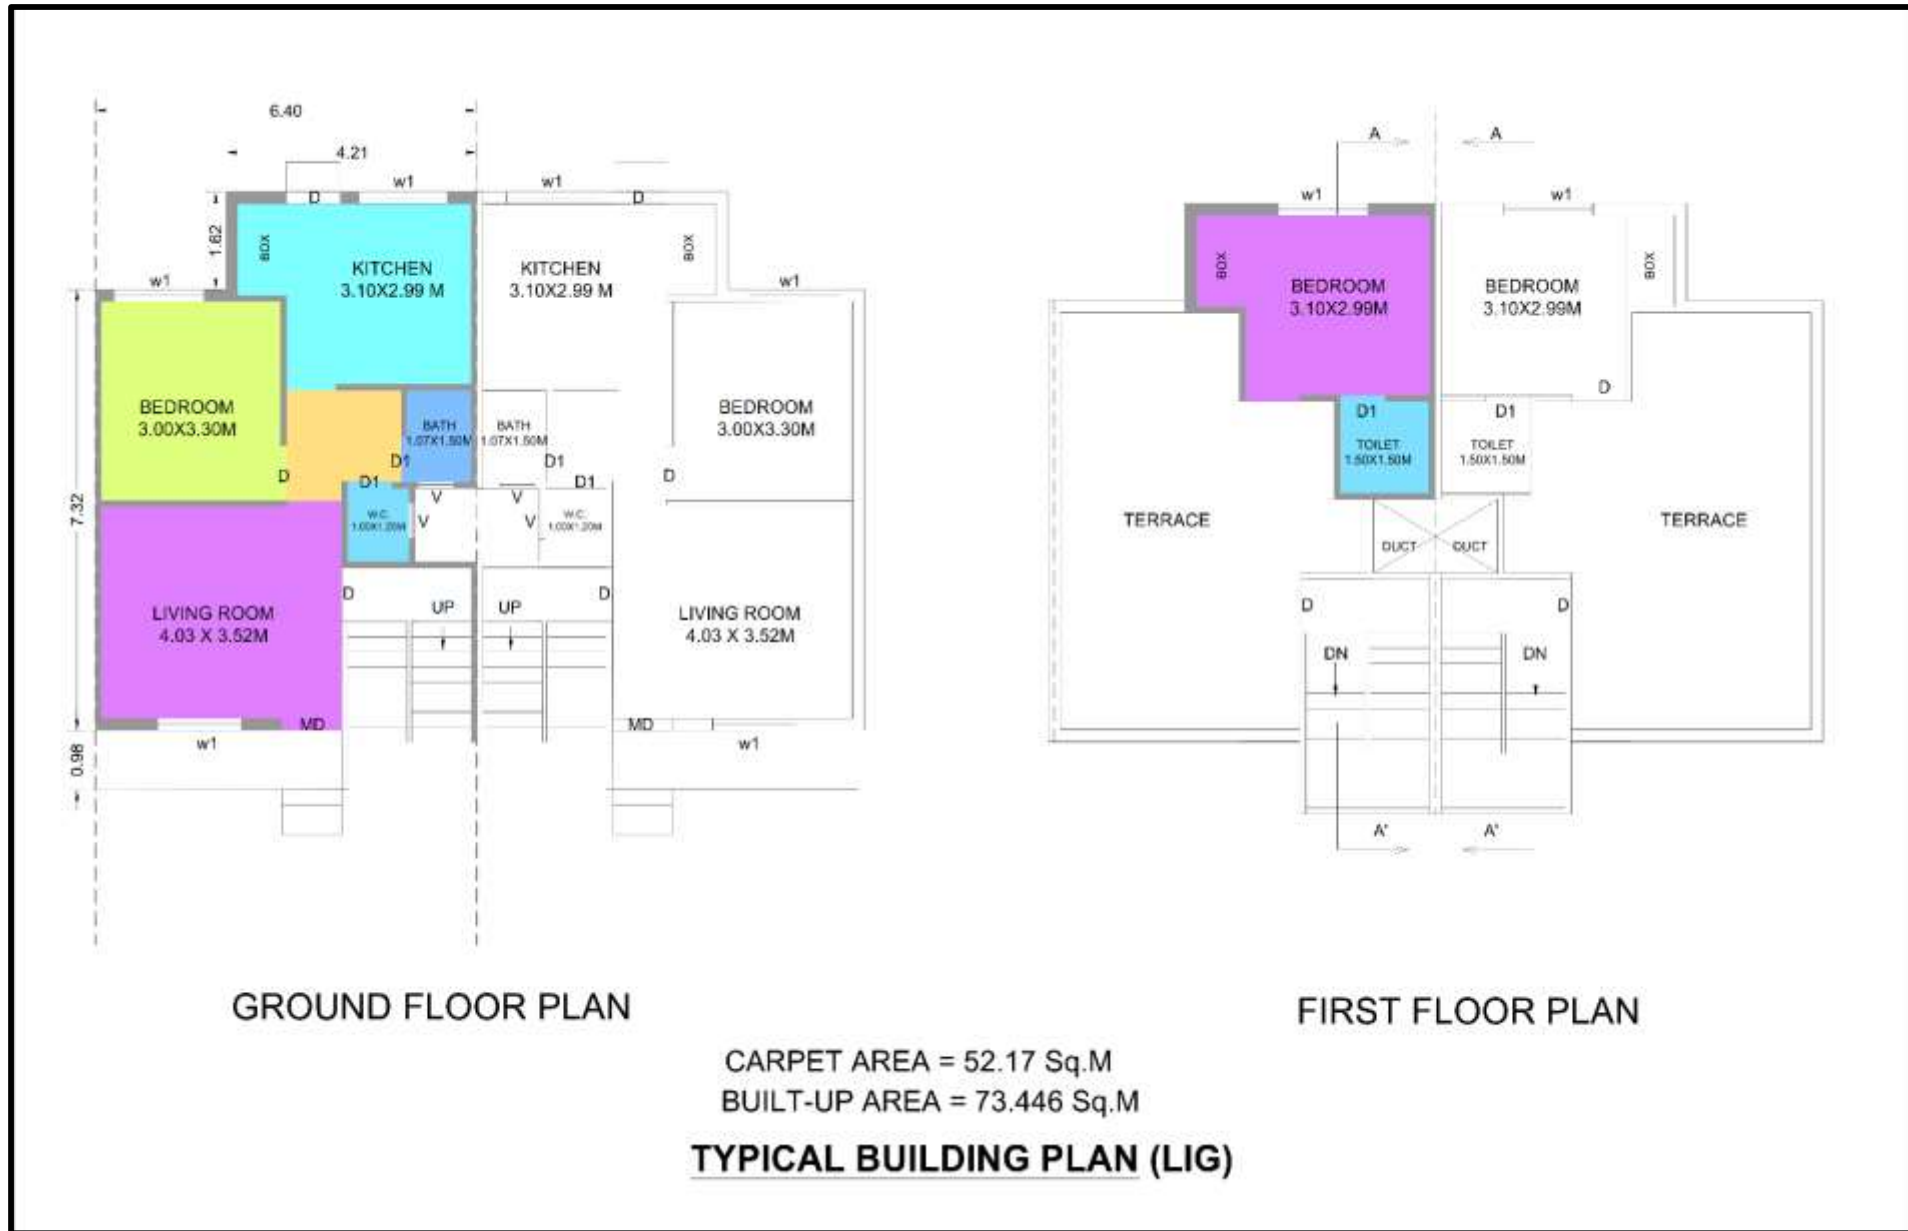 6.40
4.21
w1 w1
D D
1.62
BOX
KITCHEN
3.10X2.99 M
KITCHEN
3.10X2.99 M
BOX
w1 w1
BEDROOM
3.00X3.30M
BATH
1.07X1.50M
BATH
1.07X1.50M
BEDROOM
3.00X3.30M
D1 D1
D D1 D1 D
V V
W.C.
1.00X1.20M
V V
W.C.
1.00X1.20M
7.32
D UP UP D
LIVING ROOM
4.03 X 3.52M
LIVING ROOM
4.03 X 3.52M
MD MD
w1 w1
0.98
GROUND FLOOR PLAN
A A
w1 w1
BOX
BEDROOM
3.10X2.99M
BEDROOM
3.10X2.99M
BOX
D
D1 D1
TOILET
1.50X1.50M
TOILET
1.50X1.50M
TERRACE TERRACE
DUCT DUCT
D D
DN DN
A' A'
FIRST FLOOR PLAN
CARPET AREA = 52.17 Sq.M
BUILT-UP AREA = 73.446 Sq.M
TYPICAL BUILDING PLAN (LIG)